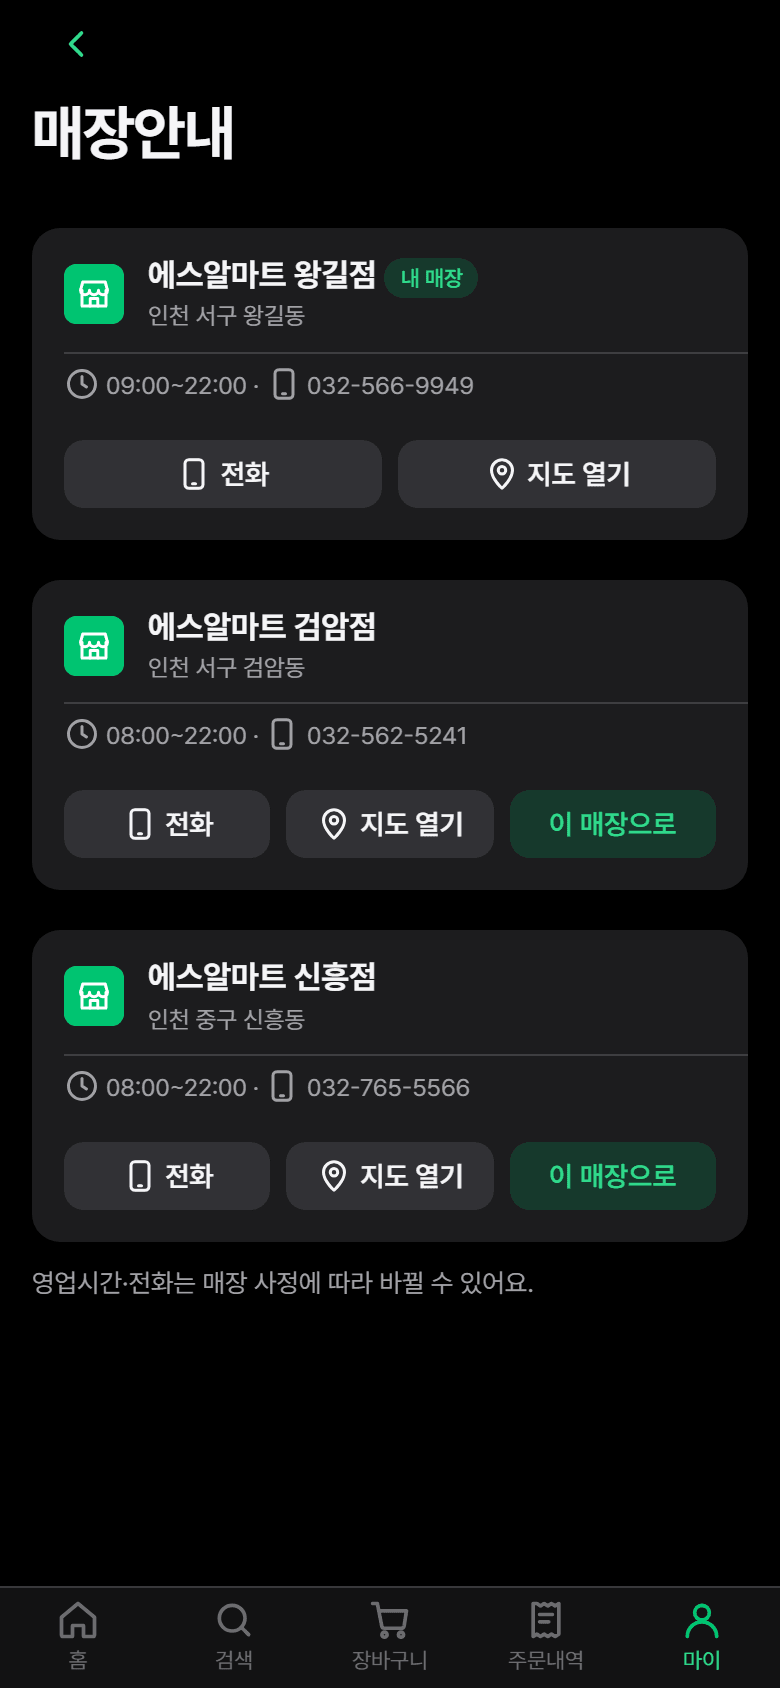 매장안내
에스알마트 왕길점 내 매장
인천 서구 왕길동
09:00~22:00 · 032-566-9949
전화 지도 열기
에스알마트 검암점
인천 서구 검암동
08:00~22:00 · 032-562-5241
전화 지도 열기 이 매장으로
에스알마트 신흥점
인천 중구 신흥동
08:00~22:00 · 032-765-5566
전화 지도 열기 이 매장으로
영업시간·전화는 매장 사정에 따라 바뀔 수 있어요.
홈 검색 장바구니 주문내역 마이